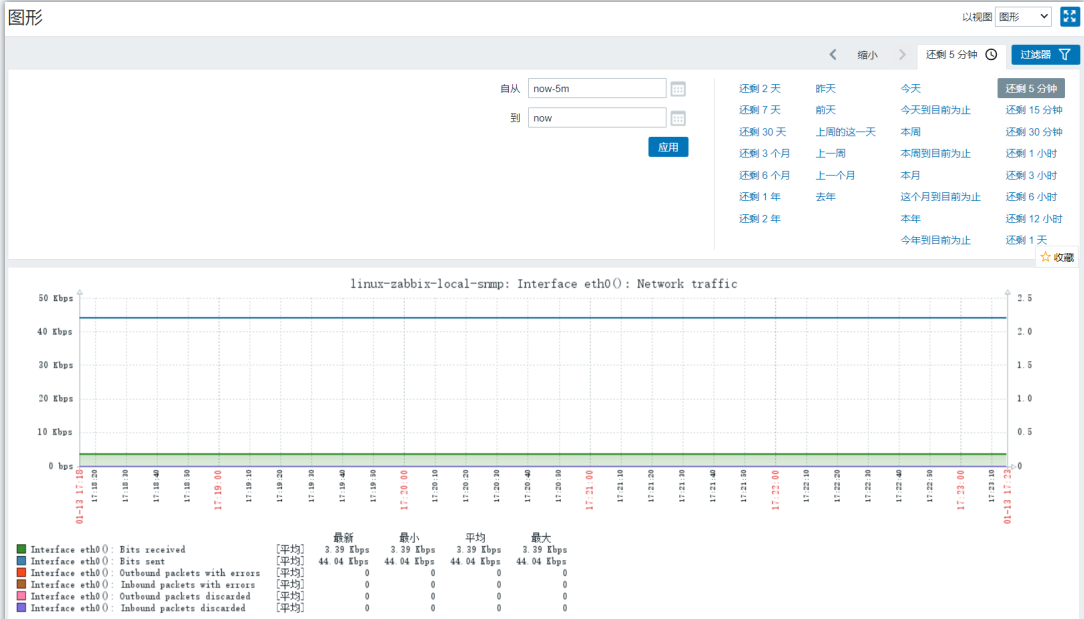 图形
以视图 图形
缩小 还剩 5 分钟 过滤器
自从 now-5m
到 now
应用
还剩 2 天 昨天 今天 还剩 5 分钟
还剩 7 天 前天 今天到目前为止 还剩 15 分钟
还剩 30 天 上周的这一天 本周 还剩 30 分钟
还剩 3 个月 上一周 本周到目前为止 还剩 1 小时
还剩 6 个月 上一个月 本月 还剩 3 小时
还剩 1 年 去年 这个月到目前为止 还剩 6 小时
还剩 2 年 本年 还剩 12 小时
今年到目前为止 还剩 1 天
收藏
linux-zabbix-local-snmp: Interface eth0(): Network traffic
50 Kbps 2.5
40 Kbps 2.0
30 Kbps 1.5
20 Kbps 1.0
10 Kbps 0.5
0 bps 0
01-13 17:18 17:18:20 17:18:30 17:18:40 17:18:50 17:19:00 17:19:10 17:19:20 17:19:30 17:19:40 17:19:50 17:20:00 17:20:10 17:20:20 17:20:30 17:20:40 17:20:50 17:21:00 17:21:10 17:21:20 17:21:30 17:21:40 17:21:50 17:22:00 17:22:10 17:22:20 17:22:30 17:22:40 17:22:50 17:23:00 17:23:10 01-13 17:23
最新 最小 平均 最大
Interface eth0(): Bits received [平均] 3.39 Kbps 3.39 Kbps 3.39 Kbps 3.39 Kbps
Interface eth0(): Bits sent [平均] 44.04 Kbps 44.04 Kbps 44.04 Kbps 44.04 Kbps
Interface eth0(): Outbound packets with errors [平均] 0 0 0 0
Interface eth0(): Inbound packets with errors [平均] 0 0 0 0
Interface eth0(): Outbound packets discarded [平均] 0 0 0 0
Interface eth0(): Inbound packets discarded [平均] 0 0 0 0